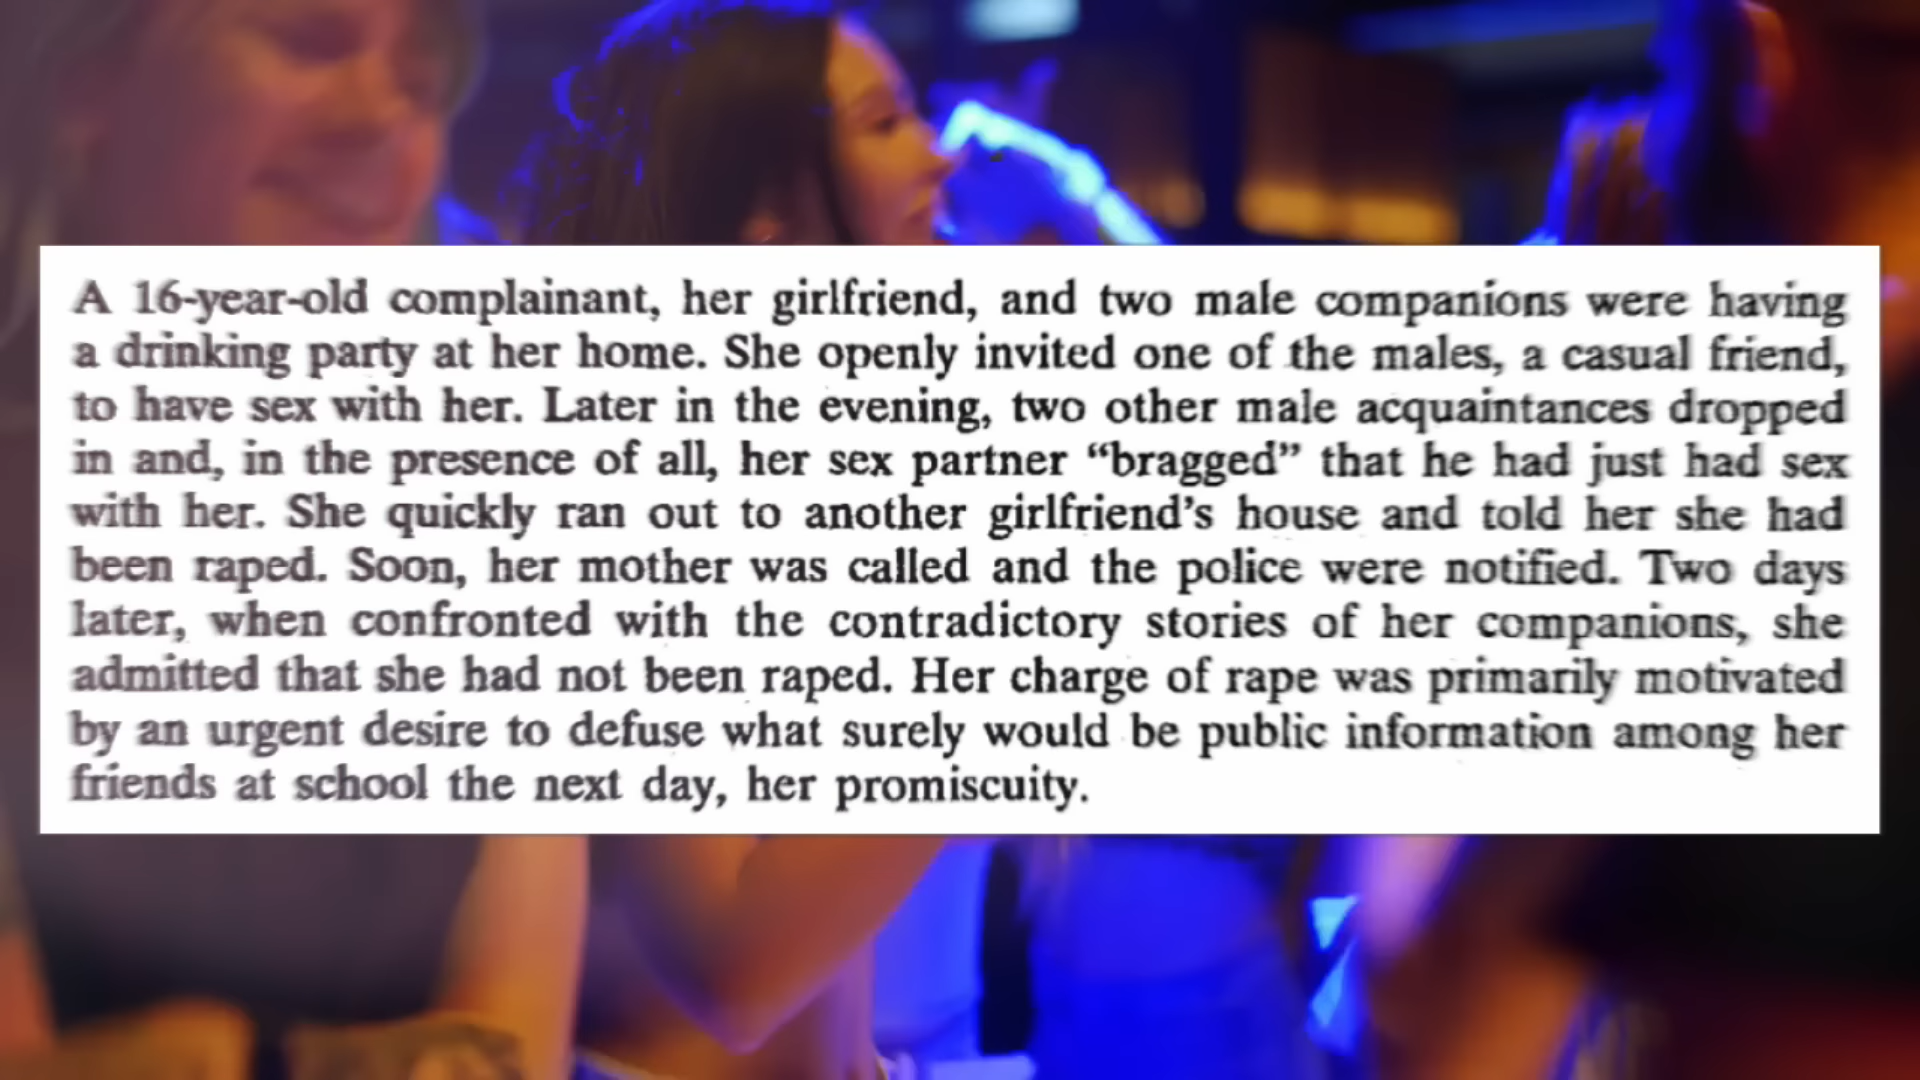 A 16-year-old complainant, her girlfriend, and two male companions were having
a drinking party at her home. She openly invited one of the males, a casual friend,
to have sex with her. Later in the evening, two other male acquaintances dropped
in and, in the presence of all, her sex partner “bragged” that he had just had sex
with her. She quickly ran out to another girlfriend’s house and told her she had
been raped. Soon, her mother was called and the police were notified. Two days
later, when confronted with the contradictory stories of her companions, she
admitted that she had not been raped. Her charge of rape was primarily motivated
by an urgent desire to defuse what surely would be public information among her
friends at school the next day, her promiscuity.